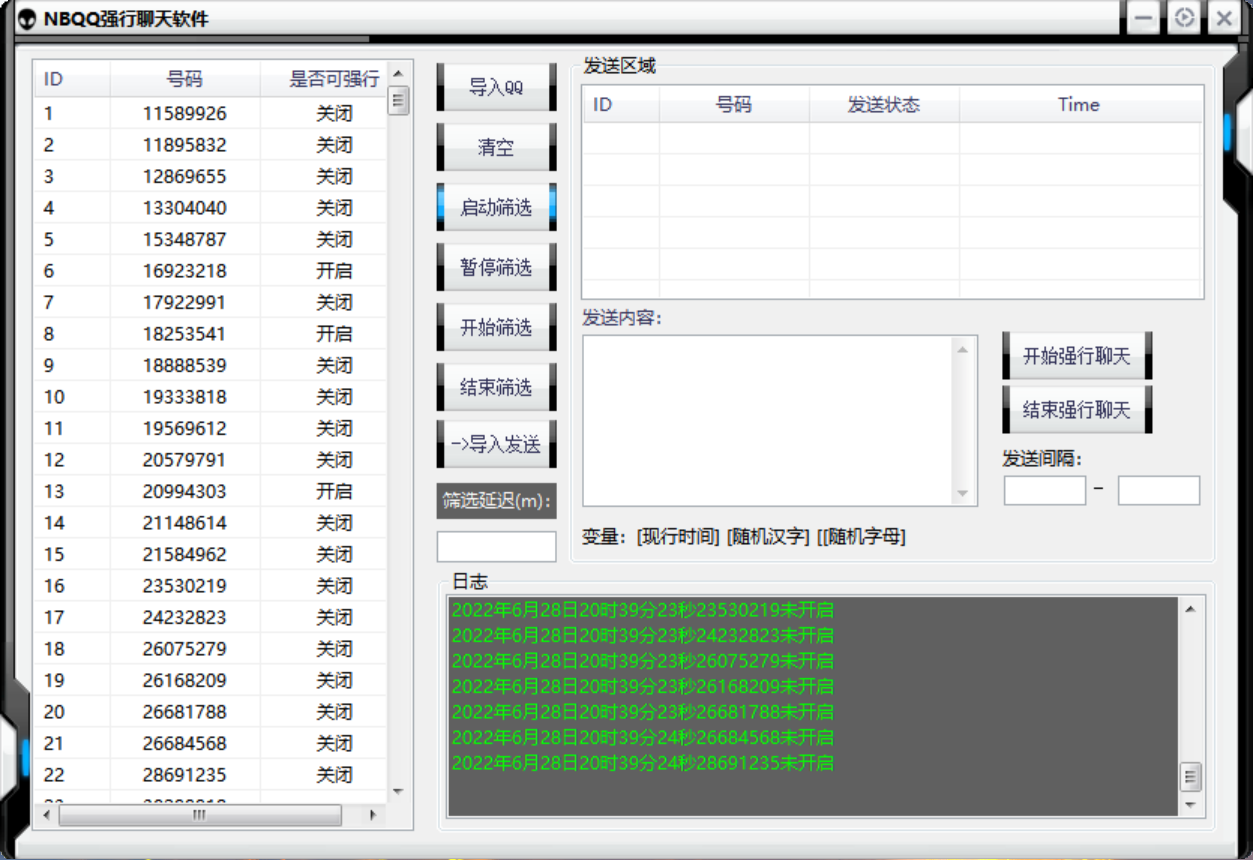 NBQQ强行聊天软件
ID 号码 是否可强行
1 11589926 关闭
2 11895832 关闭
3 12869655 关闭
4 13304040 关闭
5 15348787 关闭
6 16923218 开启
7 17922991 关闭
8 18253541 开启
9 18888539 关闭
10 19333818 关闭
11 19569612 关闭
12 20579791 关闭
13 20994303 开启
14 21148614 关闭
15 21584962 关闭
16 23530219 关闭
17 24232823 关闭
18 26075279 关闭
19 26168209 关闭
20 26681788 关闭
21 26684568 关闭
22 28691235 关闭
导入QQ
清空
启动筛选
暂停筛选
开始筛选
结束筛选
->导入发送
筛选延迟(m):
发送区域
ID 号码 发送状态 Time
发送内容:
开始强行聊天
结束强行聊天
发送间隔:
-
变量: [现行时间] [随机汉字] [[随机字母]
日志
2022年6月28日20时39分23秒23530219未开启
2022年6月28日20时39分23秒24232823未开启
2022年6月28日20时39分23秒26075279未开启
2022年6月28日20时39分23秒26168209未开启
2022年6月28日20时39分23秒26681788未开启
2022年6月28日20时39分24秒26684568未开启
2022年6月28日20时39分24秒28691235未开启